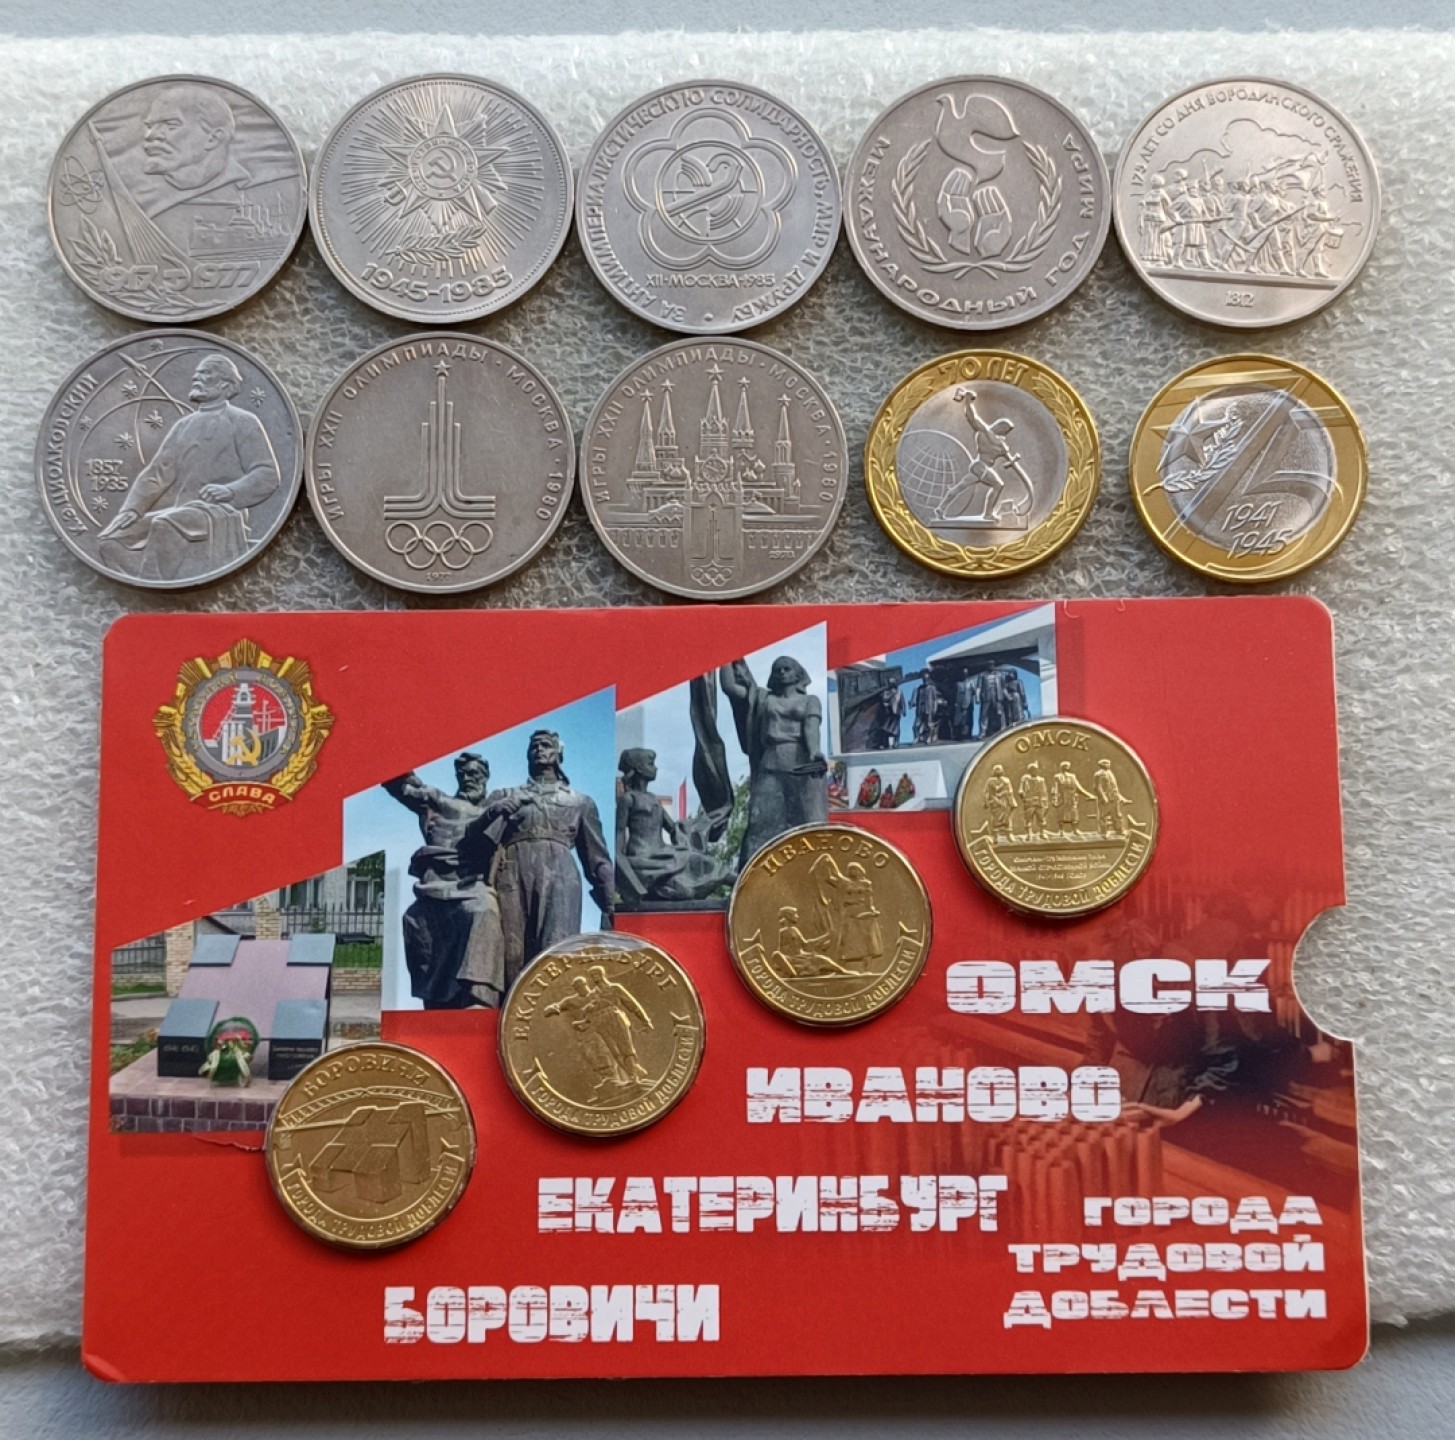 1917-1977
1945-1985
ЗА АНТИИМПЕРИАЛИСТИЧЕСКУЮ СОЛИДАРНОСТЬ, МИР И ДРУЖБУ
XII·МОСКВА·1985
МЕЖДУНАРОДНЫЙ ГОД МИРА
175 ЛЕТ СО ДНЯ БОРОДИНСКОГО СРАЖЕНИЯ
1812
К.Э.ЦИОЛКОВСКИЙ
1857
1935
ИГРЫ XXII ОЛИМПИАДЫ·МОСКВА·1980
1977
ИГРЫ XXII ОЛИМПИАДЫ·МОСКВА·1980
1978
70 ЛЕТ
75
1941
1945
СЛАВА
ОМСК
ГОРОДА ТРУДОВОЙ ДОБЛЕСТИ
ИВАНОВО
ГОРОДА ТРУДОВОЙ ДОБЛЕСТИ
ЕКАТЕРИНБУРГ
ГОРОДА ТРУДОВОЙ ДОБЛЕСТИ
БОРОВИЧИ
ГОРОДА ТРУДОВОЙ ДОБЛЕСТИ
ОМСК
ИВАНОВО
ЕКАТЕРИНБУРГ
БОРОВИЧИ
ГОРОДА
ТРУДОВОЙ
ДОБЛЕСТИ